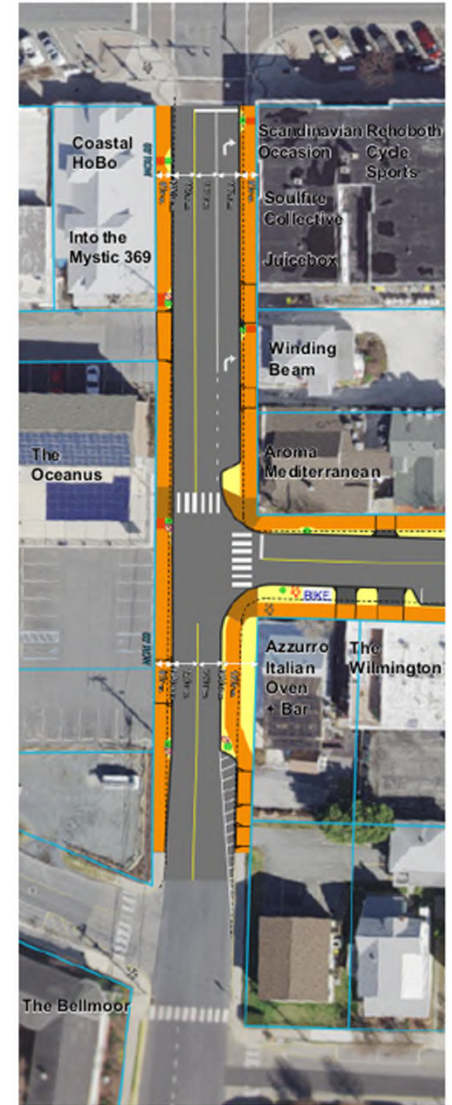 Coastal
HoBo
Into the
Mystic 369
Scandinavian
Occasion
Rehoboth
Cycle
Sports
Soulfire
Collective
Juicebox
Winding
Beam
The
Oceanus
Aroma
Mediterranean
BIKE
Azzurro
Italian
Oven
+ Bar
The
Wilmington
The Bellmoor